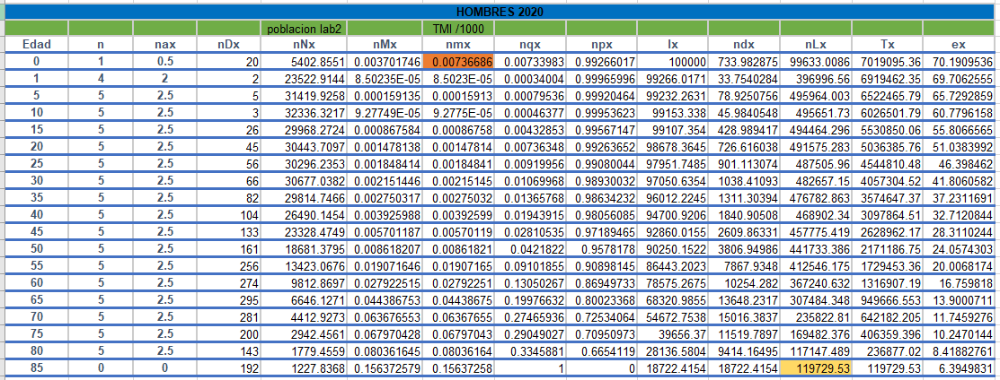 HOMBRES 2020
poblacion lab2 TMI /1000
Edad n nax nDx nNx nMx nmx nqx npx lx ndx nLx Tx ex
0 1 0.5 20 5402.8551 0.003701746 0.00736686 0.00733983 0.99266017 100000 733.982875 99633.0086 7019095.36 70.1909536
1 4 2 2 23522.9144 8.50235E-05 8.5023E-05 0.00034004 0.99965996 99266.0171 33.7540284 396996.56 6919462.35 69.7062555
5 5 2.5 5 31419.9258 0.000159135 0.00015913 0.00079536 0.99920464 99232.2631 78.9250756 495964.003 6522465.79 65.7292859
10 5 2.5 3 32336.3217 9.27749E-05 9.2775E-05 0.00046377 0.99953623 99153.338 45.9840548 495651.73 6026501.79 60.7796158
15 5 2.5 26 29968.2724 0.000867584 0.00086758 0.00432853 0.99567147 99107.354 428.989417 494464.296 5530850.06 55.8066565
20 5 2.5 45 30443.7097 0.001478138 0.00147814 0.00736348 0.99263652 98678.3645 726.616038 491575.283 5036385.76 51.0383992
25 5 2.5 56 30296.2353 0.001848414 0.00184841 0.00919956 0.99080044 97951.7485 901.113074 487505.96 4544810.48 46.398462
30 5 2.5 66 30677.0382 0.002151446 0.00215145 0.01069968 0.98930032 97050.6354 1038.41093 482657.15 4057304.52 41.8060582
35 5 2.5 82 29814.7466 0.002750317 0.00275032 0.01365768 0.98634232 96012.2245 1311.30394 476782.863 3574647.37 37.2311691
40 5 2.5 104 26490.1454 0.003925988 0.00392599 0.01943915 0.98056085 94700.9206 1840.90508 468902.34 3097864.51 32.7120844
45 5 2.5 133 23328.4749 0.005701187 0.00570119 0.02810535 0.97189465 92860.0155 2609.86331 457775.419 2628962.17 28.3110244
50 5 2.5 161 18681.3795 0.008618207 0.00861821 0.0421822 0.9578178 90250.1522 3806.94986 441733.386 2171186.75 24.0574303
55 5 2.5 256 13423.0676 0.019071646 0.01907165 0.09101855 0.90898145 86443.2023 7867.9348 412546.175 1729453.36 20.0068174
60 5 2.5 274 9812.8697 0.027922515 0.02792251 0.13050267 0.86949733 78575.2675 10254.282 367240.632 1316907.19 16.759818
65 5 2.5 295 6646.1271 0.044386753 0.04438675 0.19976632 0.80023368 68320.9855 13648.2317 307484.348 949666.553 13.9000711
70 5 2.5 281 4412.9273 0.063676553 0.06367655 0.27465936 0.72534064 54672.7538 15016.3837 235822.81 642182.205 11.7459276
75 5 2.5 200 2942.4561 0.067970428 0.06797043 0.29049027 0.70950973 39656.37 11519.7897 169482.376 406359.396 10.2470144
80 5 2.5 143 1779.4559 0.080361645 0.08036164 0.3345881 0.6654119 28136.5804 9414.16495 117147.489 236877.02 8.41882761
85 0 0 192 1227.8368 0.156372579 0.15637258 1 0 18722.4154 18722.4154 119729.53 119729.53 6.3949831